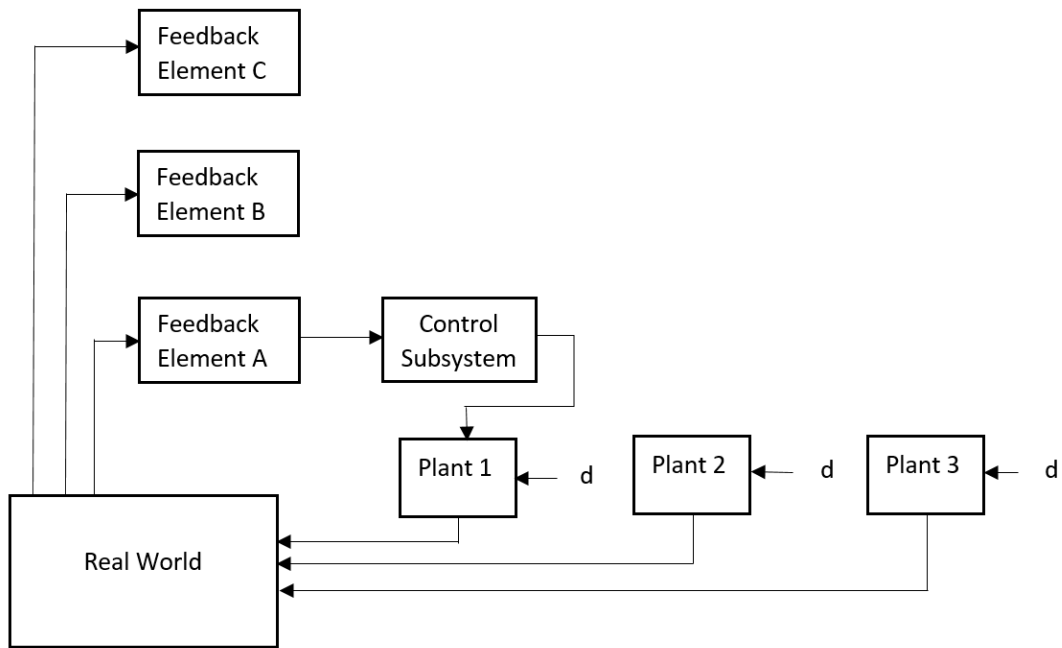 Feedback
Element C
Feedback
Element B
Feedback
Element A
Control
Subsystem
Plant 1
d
Plant 2
d
Plant 3
d
Real World